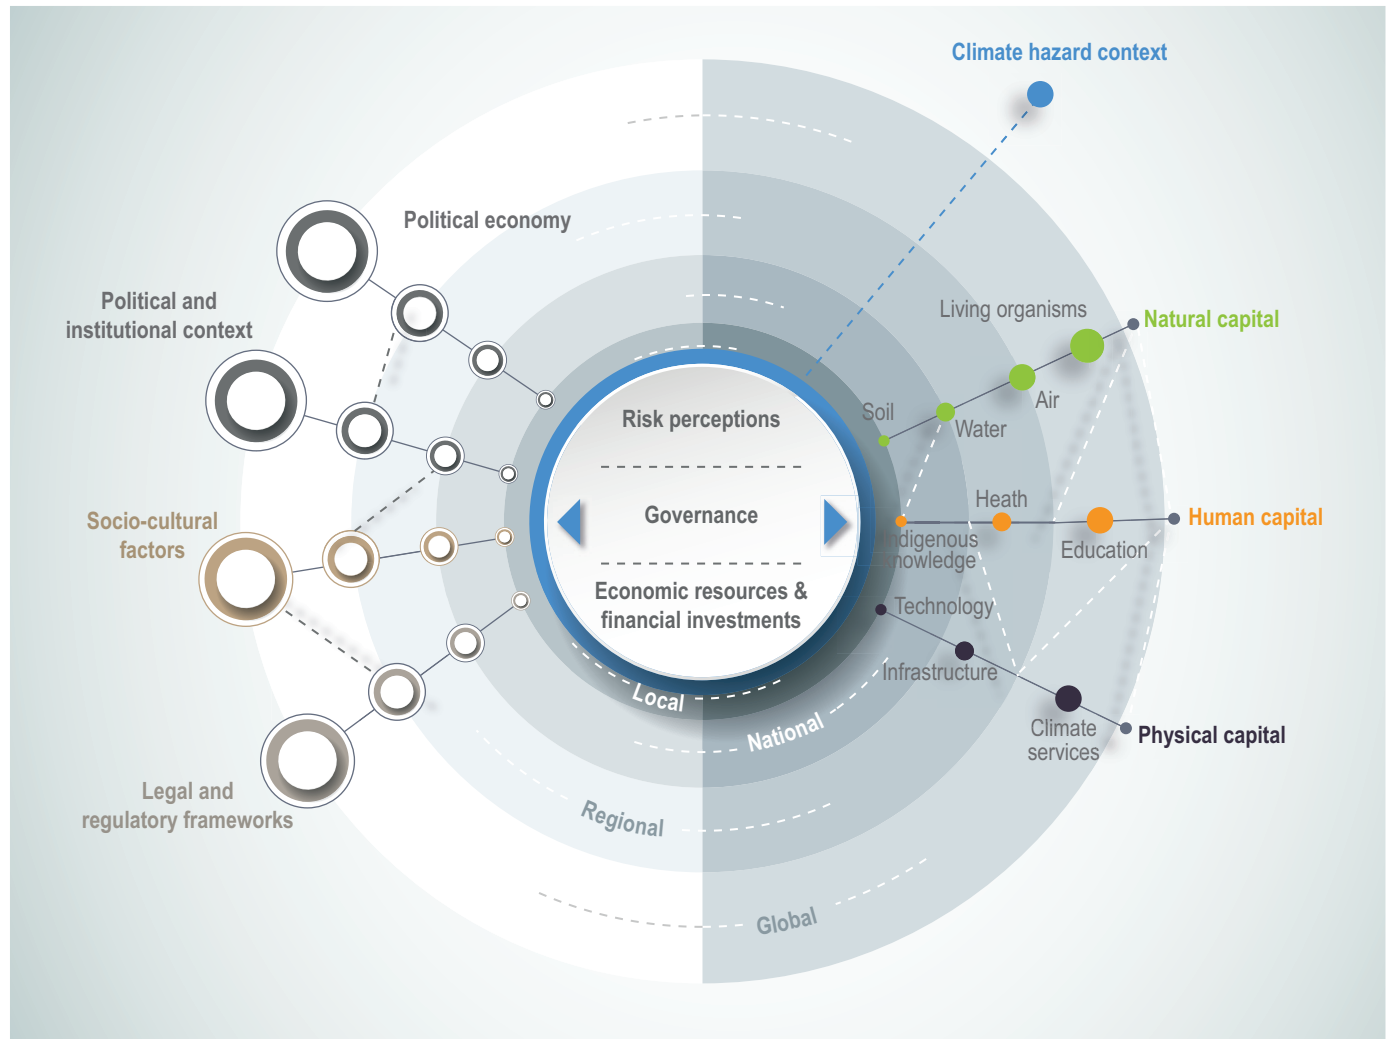 Climate hazard context
Political economy
Political and
institutional context
Living organisms
Natural capital
Air
Soil
Water
Risk perceptions
Governance
Economic resources &
financial investments
Socio-cultural
factors
Heath
Human capital
Indigenous
knowledge
Education
Technology
Infrastructure
Climate
services
Physical capital
Legal and
regulatory frameworks
Local
National
Regional
Global